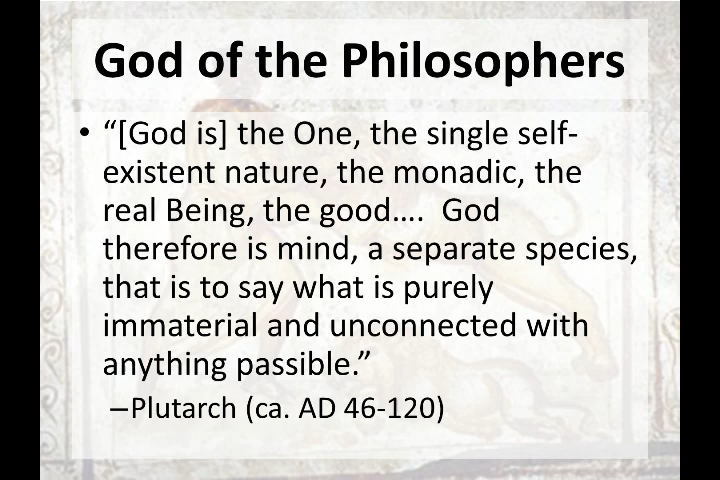 God of the Philosophers
• “[God is] the One, the single self-
existent nature, the monadic, the
real Being, the good…. God
therefore is mind, a separate species,
that is to say what is purely
immaterial and unconnected with
anything passible.”
–Plutarch (ca. AD 46-120)